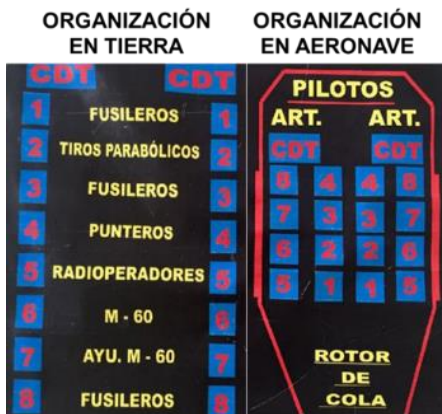 ORGANIZACIÓN
EN TIERRA
CDT CDT
1 FUSILEROS 1
2 TIROS PARABÓLICOS 2
3 FUSILEROS 3
4 PUNTEROS 4
5 RADIOPERADORES 5
6 M - 60 6
7 AYU. M - 60 7
8 FUSILEROS 8
ORGANIZACIÓN
EN AERONAVE
PILOTOS
ART. ART.
CDT CDT
8 4 4 8
7 3 3 7
6 2 2 6
5 1 1 5
ROTOR
DE
COLA